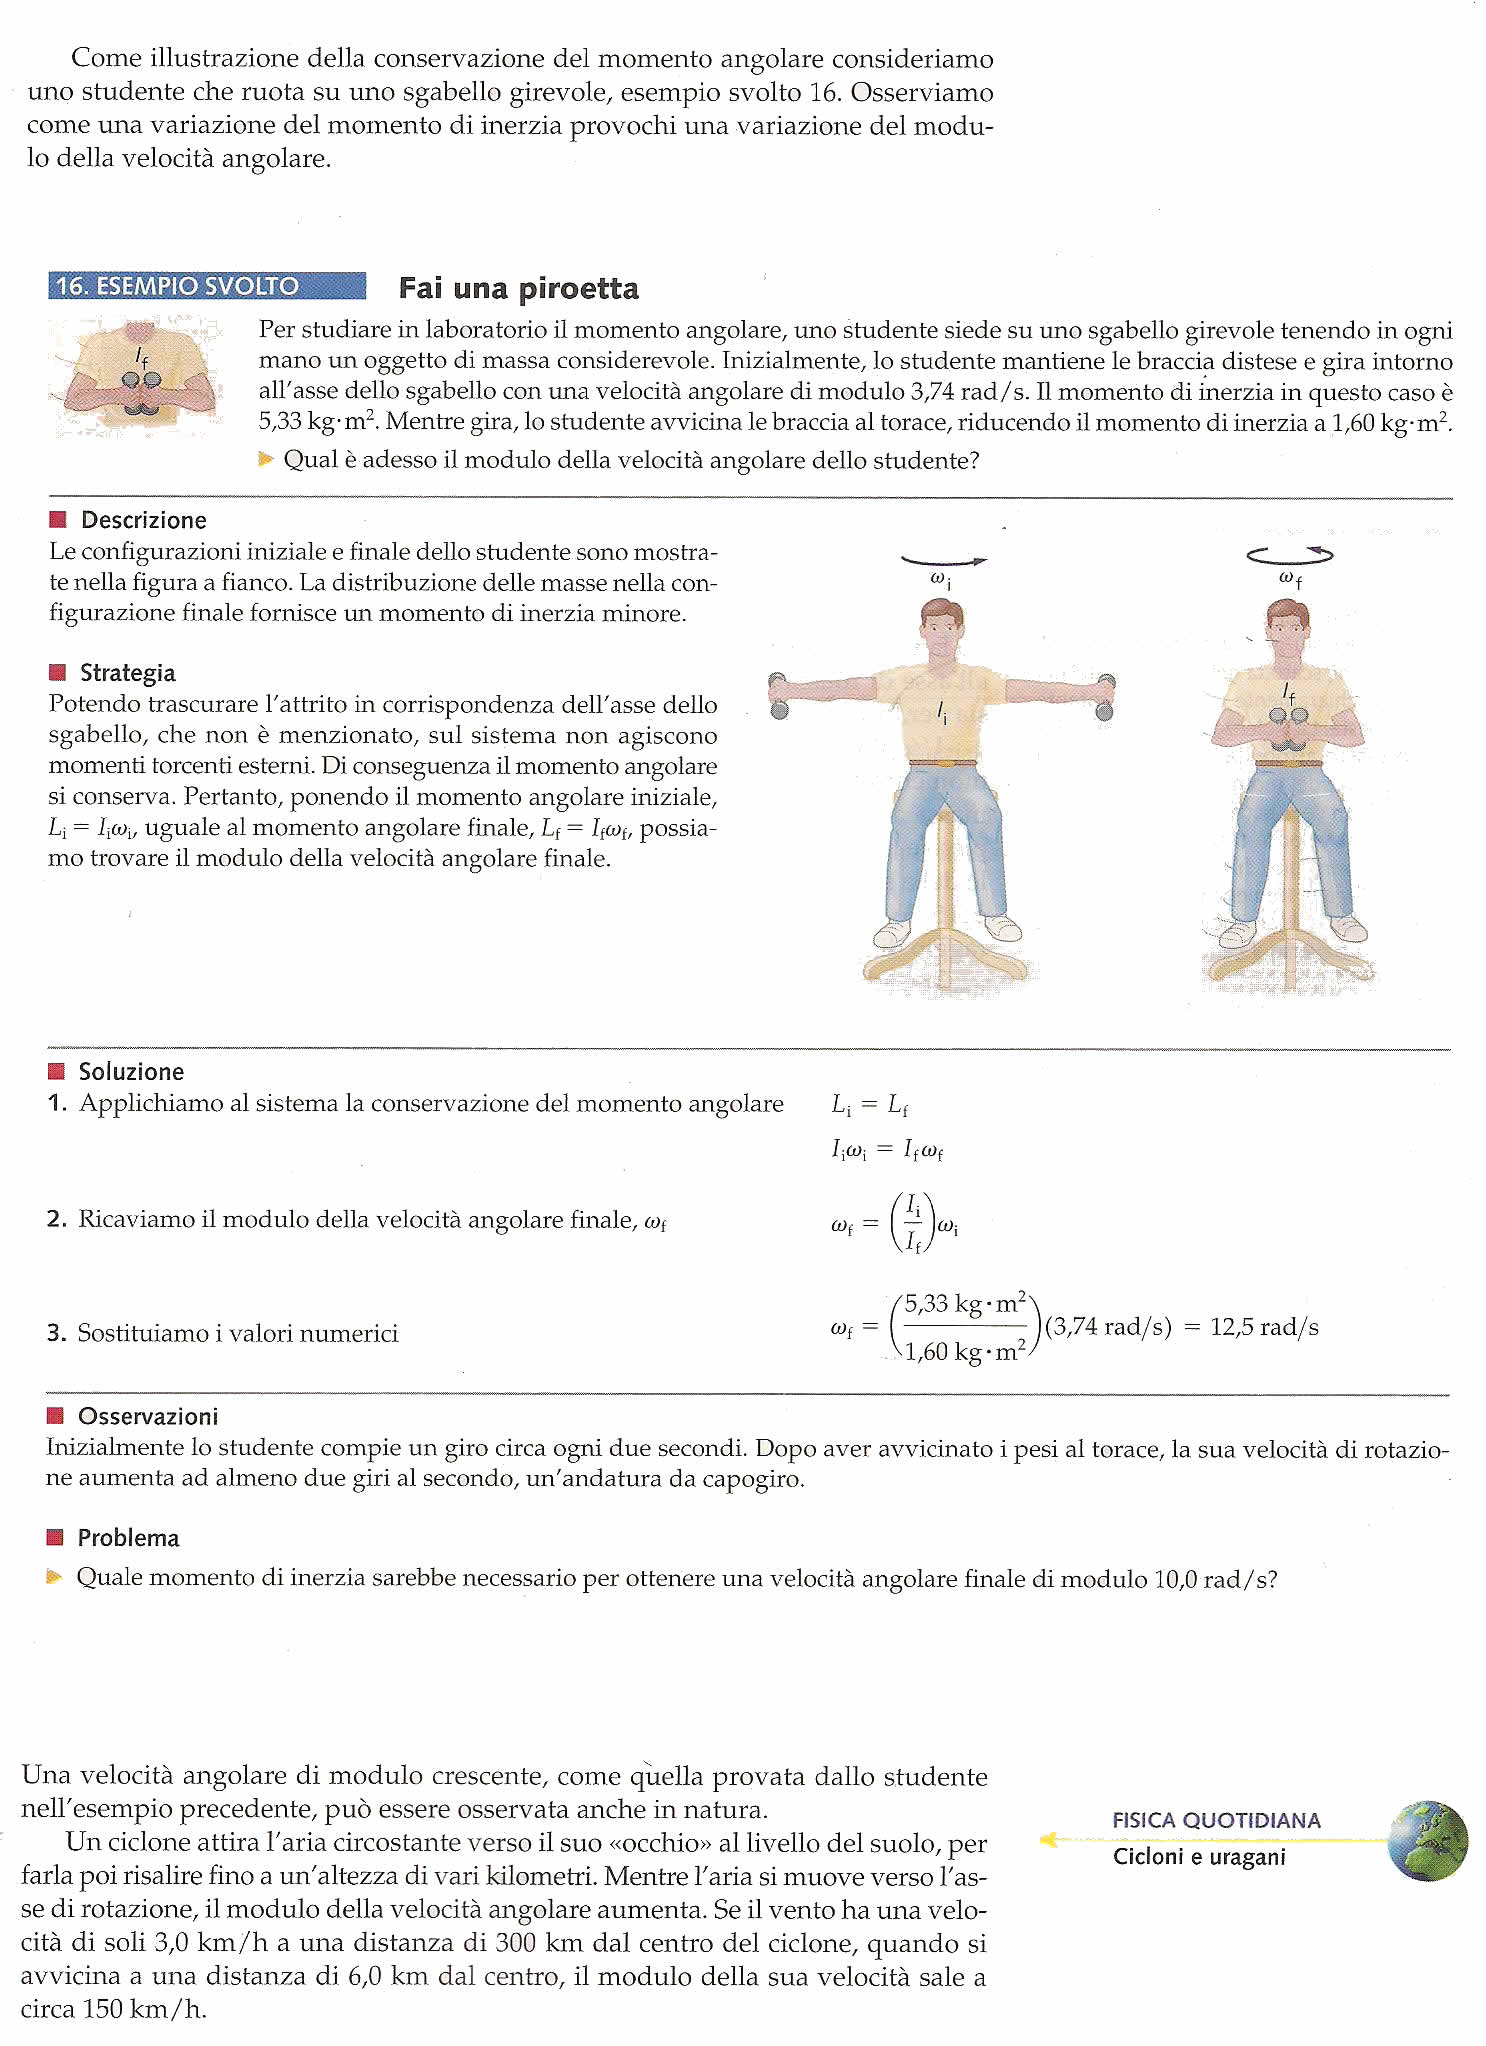 Come illustrazione della conservazione del momento angolare consideriamo
uno studente che ruota su uno sgabello girevole, esempio svolto 16. Osserviamo
come una variazione del momento di inerzia provochi una variazione del modu-
lo della velocità angolare.
16. ESEMPIO SVOLTO Fai una piroetta
I_f
Per studiare in laboratorio il momento angolare, uno studente siede su uno sgabello girevole tenendo in ogni
mano un oggetto di massa considerevole. Inizialmente, lo studente mantiene le braccia distese e gira intorno
all'asse dello sgabello con una velocità angolare di modulo 3,74 rad/s. Il momento di inerzia in questo caso è
5,33 kg·m². Mentre gira, lo studente avvicina le braccia al torace, riducendo il momento di inerzia a 1,60 kg·m².
Qual è adesso il modulo della velocità angolare dello studente?
Descrizione
Le configurazioni iniziale e finale dello studente sono mostra-
te nella figura a fianco. La distribuzione delle masse nella con-
figurazione finale fornisce un momento di inerzia minore.
Strategia
Potendo trascurare l'attrito in corrispondenza dell'asse dello
sgabello, che non è menzionato, sul sistema non agiscono
momenti torcenti esterni. Di conseguenza il momento angolare
si conserva. Pertanto, ponendo il momento angolare iniziale,
L_i = I_iω_i, uguale al momento angolare finale, L_f = I_fω_f, possia-
mo trovare il modulo della velocità angolare finale.
ω_i
ω_f
I_i
I_f
Soluzione
1. Applichiamo al sistema la conservazione del momento angolare L_i = L_f
I_iω_i = I_fω_f
2. Ricaviamo il modulo della velocità angolare finale, ω_f ω_f = (I_i/I_f)ω_i
3. Sostituiamo i valori numerici ω_f = (5,33 kg·m²/1,60 kg·m²)(3,74 rad/s) = 12,5 rad/s
Osservazioni
Inizialmente lo studente compie un giro circa ogni due secondi. Dopo aver avvicinato i pesi al torace, la sua velocità di rotazio-
ne aumenta ad almeno due giri al secondo, un'andatura da capogiro.
Problema
Quale momento di inerzia sarebbe necessario per ottenere una velocità angolare finale di modulo 10,0 rad/s?
Una velocità angolare di modulo crescente, come quella provata dallo studente
nell'esempio precedente, può essere osservata anche in natura.
Un ciclone attira l'aria circostante verso il suo «occhio» al livello del suolo, per
farla poi risalire fino a un'altezza di vari kilometri. Mentre l'aria si muove verso l'as-
se di rotazione, il modulo della velocità angolare aumenta. Se il vento ha una velo-
cità di soli 3,0 km/h a una distanza di 300 km dal centro del ciclone, quando si
avvicina a una distanza di 6,0 km dal centro, il modulo della sua velocità sale a
circa 150 km/h.
FISICA QUOTIDIANA
Cicloni e uragani